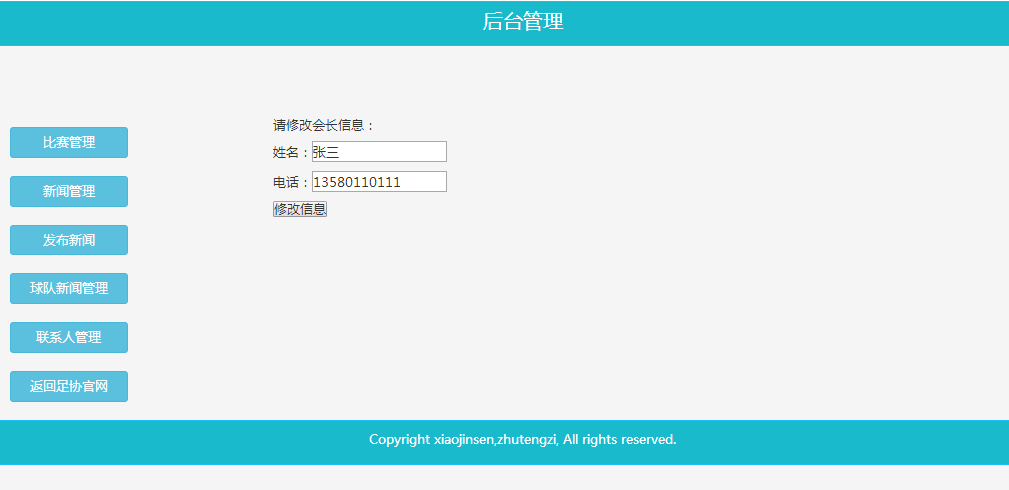 后台管理
请修改会长信息：
姓名：张三
电话：13580110111
修改信息
比赛管理
新闻管理
发布新闻
球队新闻管理
联系人管理
返回足协官网
Copyright xiaojinsen,zhutengzi, All rights reserved.